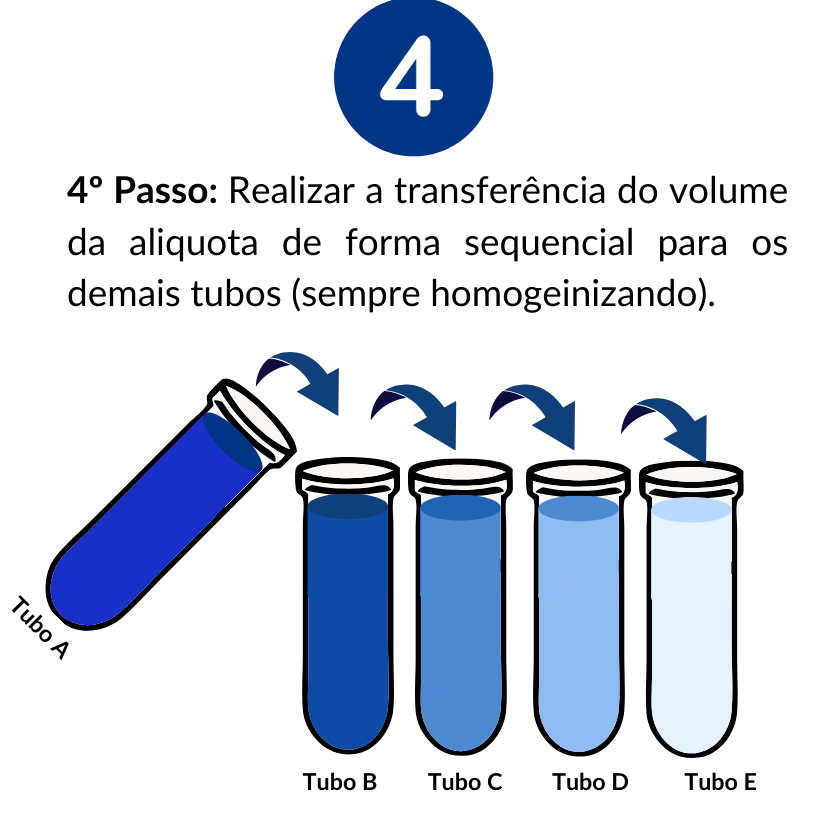 4
4º Passo: Realizar a transferência do volume
da aliquota de forma sequencial para os
demais tubos (sempre homogeinizando).
Tubo A
Tubo B
Tubo C
Tubo D
Tubo E